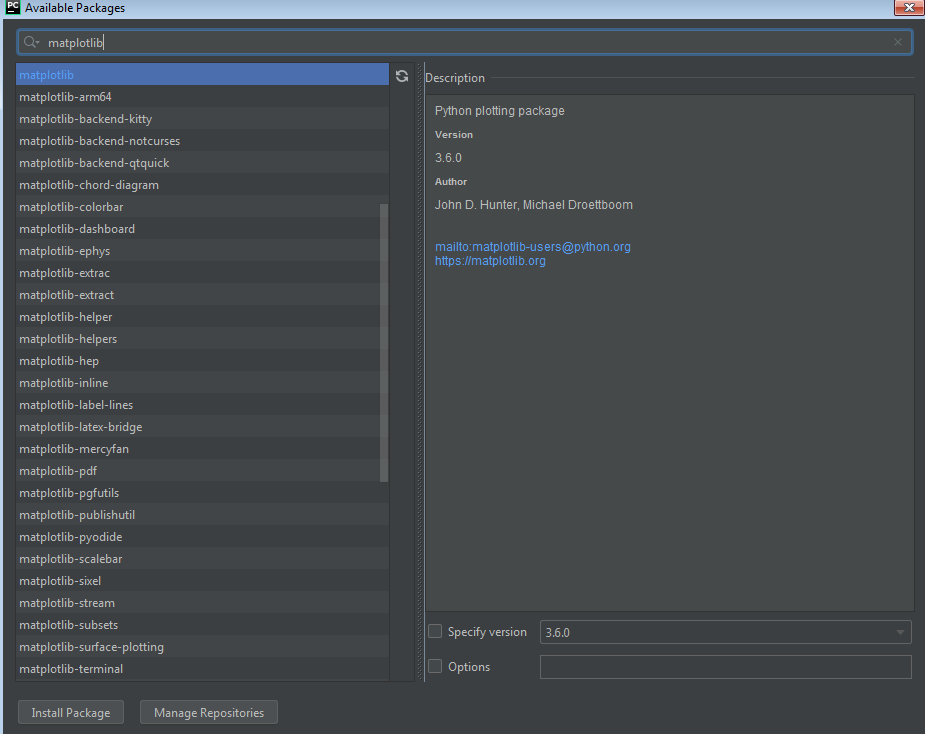 PC Available Packages
matplotlib
matplotlib
matplotlib-arm64
matplotlib-backend-kitty
matplotlib-backend-notcurses
matplotlib-backend-qtquick
matplotlib-chord-diagram
matplotlib-colorbar
matplotlib-dashboard
matplotlib-ephys
matplotlib-extrac
matplotlib-extract
matplotlib-helper
matplotlib-helpers
matplotlib-hep
matplotlib-inline
matplotlib-label-lines
matplotlib-latex-bridge
matplotlib-mercyfan
matplotlib-pdf
matplotlib-pgfutils
matplotlib-publishutil
matplotlib-pyodide
matplotlib-scalebar
matplotlib-sixel
matplotlib-stream
matplotlib-subsets
matplotlib-surface-plotting
matplotlib-terminal
Description
Python plotting package
Version
3.6.0
Author
John D. Hunter, Michael Droettboom
mailto:matplotlib-users@python.org
https://matplotlib.org
Specify version 3.6.0
Options
Install Package Manage Repositories